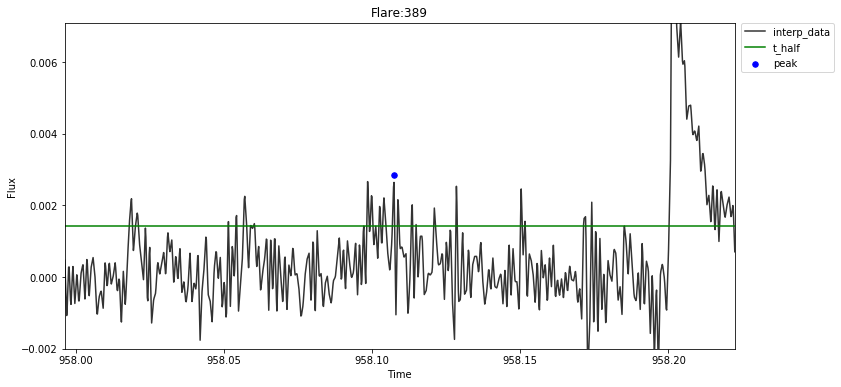 Flare:389
interp_data
t_half
peak
0.006
0.004
0.002
0.000
−0.002
Flux
958.00
958.05
958.10
958.15
958.20
Time